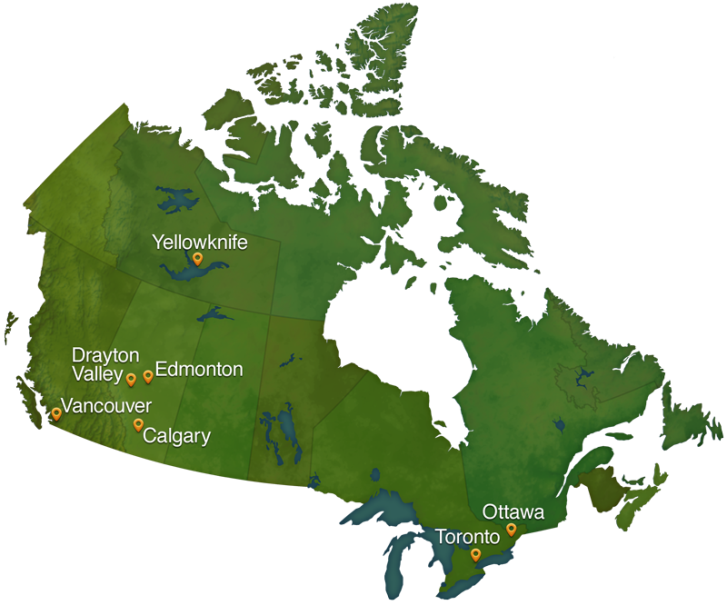 Yellowknife
Drayton
Valley
Edmonton
Vancouver
Calgary
Ottawa
Toronto